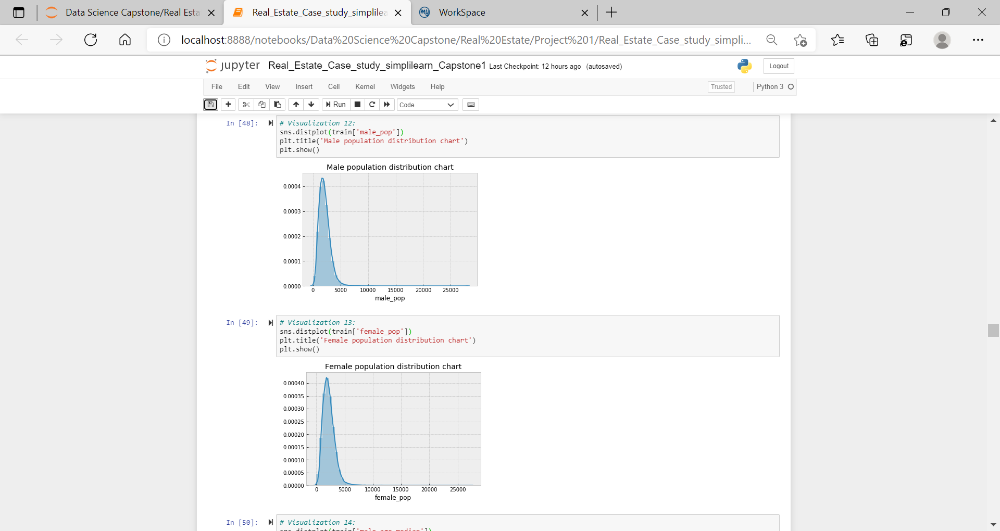 Data Science Capstone/Real Esta
Real_Estate_Case_study_simplilea
my WorkSpace
localhost:8888/notebooks/Data%20Science%20Capstone/Real%20Estate/Project%201/Real_Estate_Case_study_simpli...
jupyter Real_Estate_Case_study_simplilearn_Capstone1 Last Checkpoint: 12 hours ago (autosaved) Logout
File Edit View Insert Cell Kernel Widgets Help Trusted Python 3
Run Code
In [48]:
# Visualization 12:
sns.distplot(train['male_pop'])
plt.title('Male population distribution chart')
plt.show()
Male population distribution chart
0.0004
0.0003
0.0002
0.0001
0.0000
0 5000 10000 15000 20000 25000
male_pop
In [49]:
# Visualization 13:
sns.distplot(train['female_pop'])
plt.title('Female population distribution chart')
plt.show()
Female population distribution chart
0.00040
0.00035
0.00030
0.00025
0.00020
0.00015
0.00010
0.00005
0.00000
0 5000 10000 15000 20000 25000
female_pop
In [50]:
# Visualization 14:
sns.distplot(train['male_age_median'])